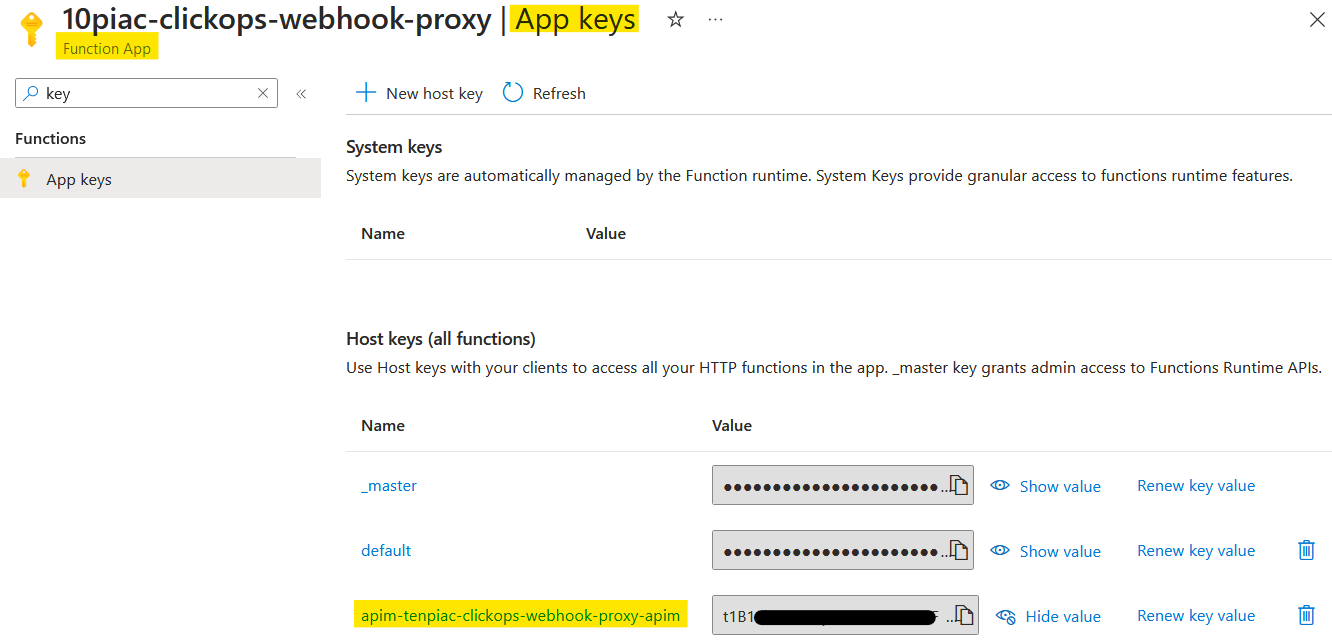 10piac-clickops-webhook-proxy | App keys ☆ ...
Function App
key
New host key Refresh
Functions
App keys
System keys
System keys are automatically managed by the Function runtime. System Keys provide granular access to functions runtime features.
Name Value
Host keys (all functions)
Use Host keys with your clients to access all your HTTP functions in the app. _master key grants admin access to Functions Runtime APIs.
Name Value
_master ●●●●●●●●●●●●●●●●●●●●●●... Show value Renew key value
default ●●●●●●●●●●●●●●●●●●●●●●... Show value Renew key value
apim-tenpiac-clickops-webhook-proxy-apim t1B1 ... Hide value Renew key value